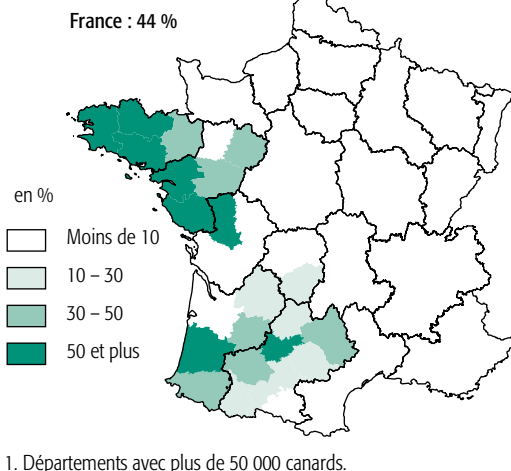 France : 44 %
en %
Moins de 10
10 – 30
30 – 50
50 et plus
1. Départements avec plus de 50 000 canards.